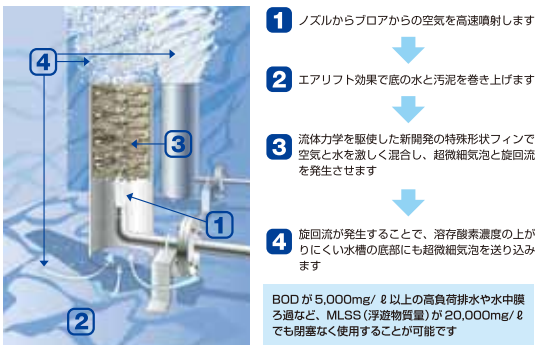 4
3
1
2
1 ノズルからブロアからの空気を高速噴射します
2 エアリフト効果で底の水と汚泥を巻き上げます
3 流体力学を駆使した新開発の特殊形状フィンで
空気と水を激しく混合し、超微細気泡と旋回流
を発生させます
4 旋回流が発生することで、溶存酸素濃度の上が
りにくい水槽の底部にも超微細気泡を送り込み
ます
BODが5,000mg/ℓ以上の高負荷排水や水中膜
ろ過など、MLSS（浮遊物質量）が20,000mg/ℓ
でも閉塞なく使用することが可能です